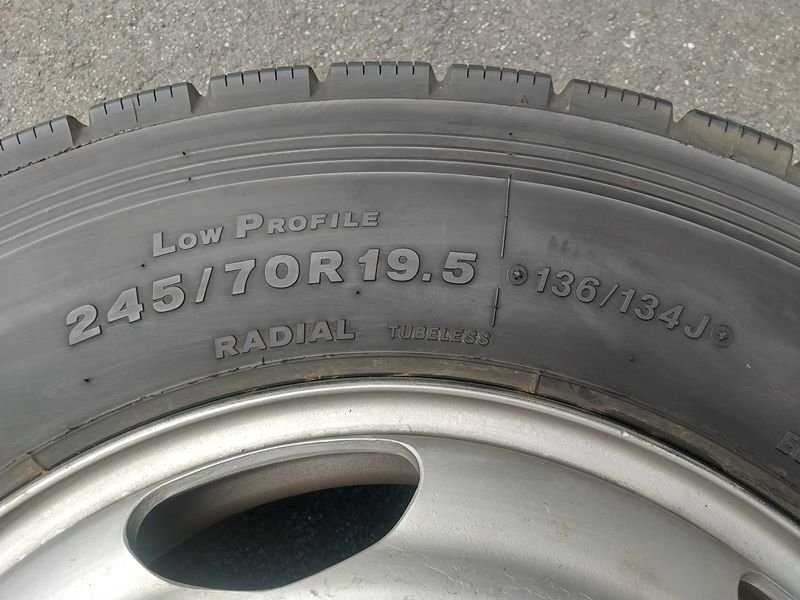 LOW PROFILE
245/70R19.5 136/134J
RADIAL TUBELESS